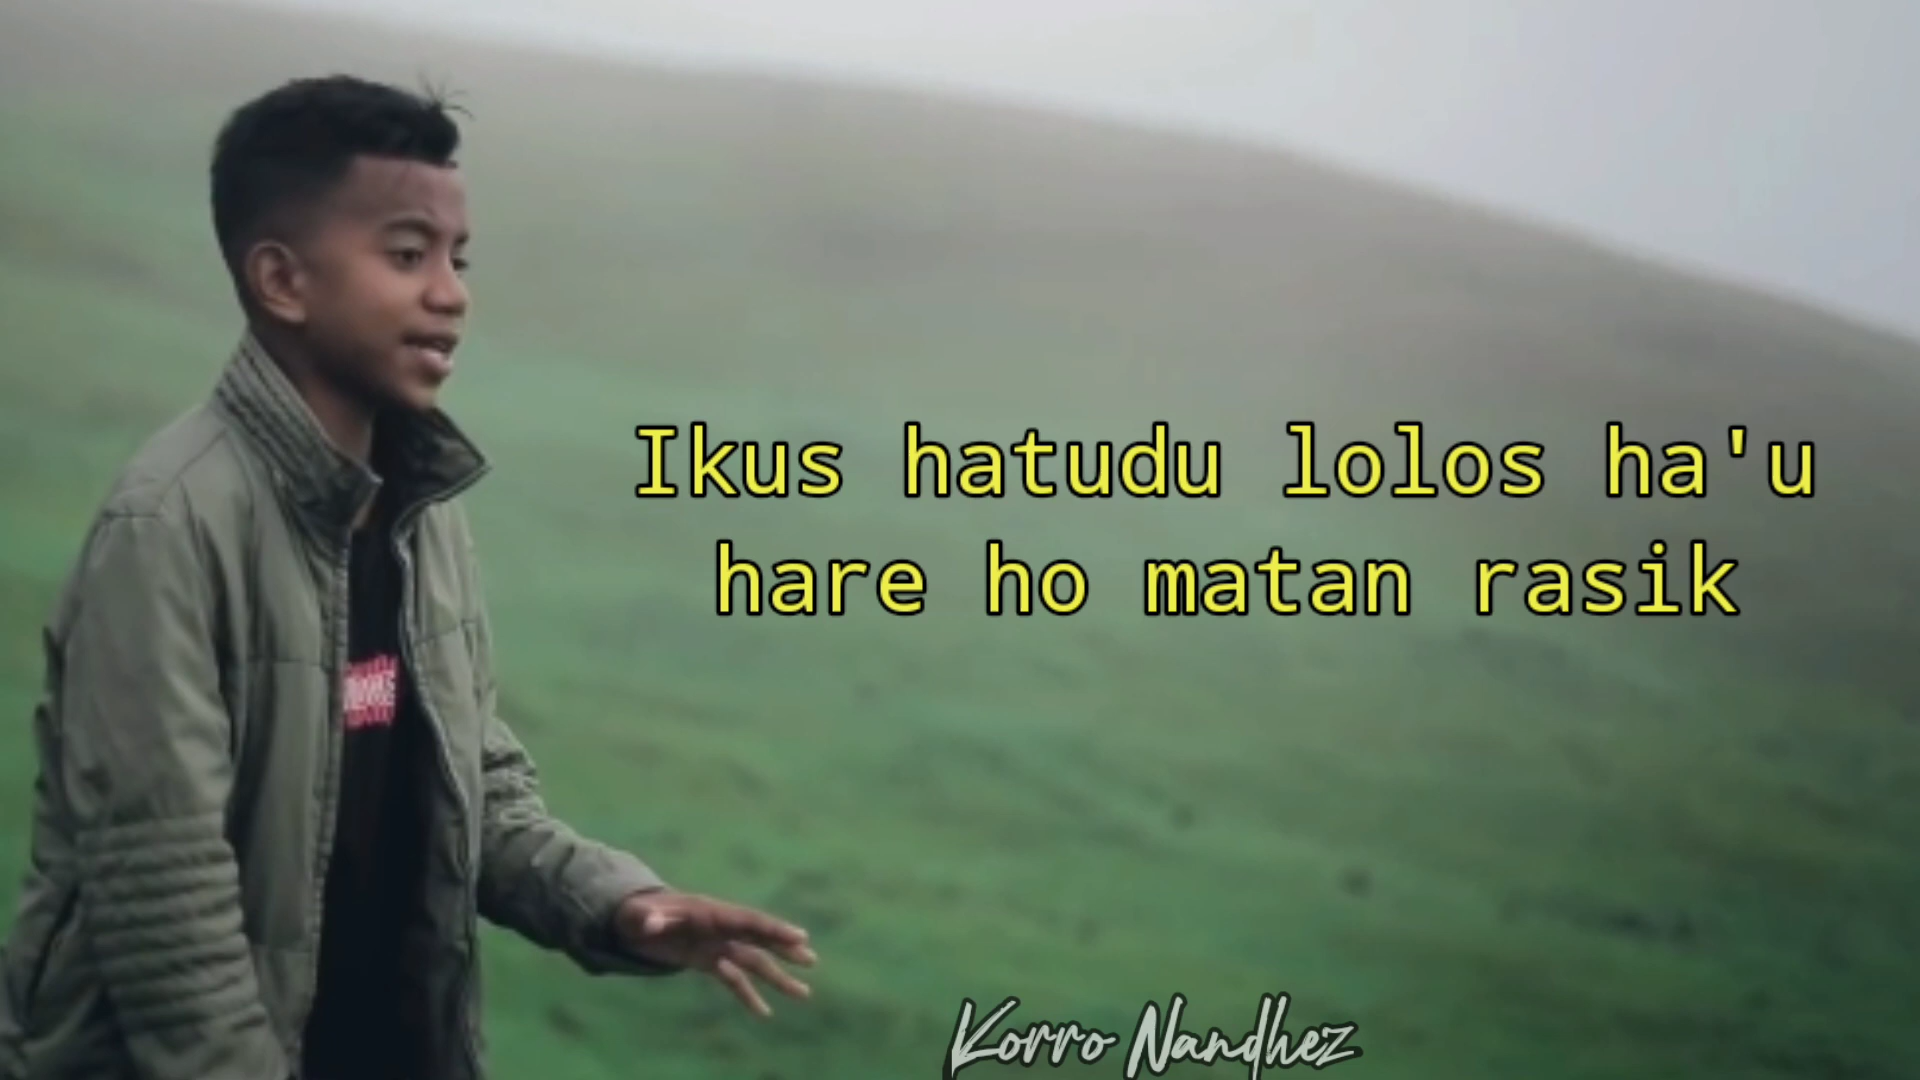 Ikus hatudu lolos ha'u
hare ho matan rasik
Korro Nandhez